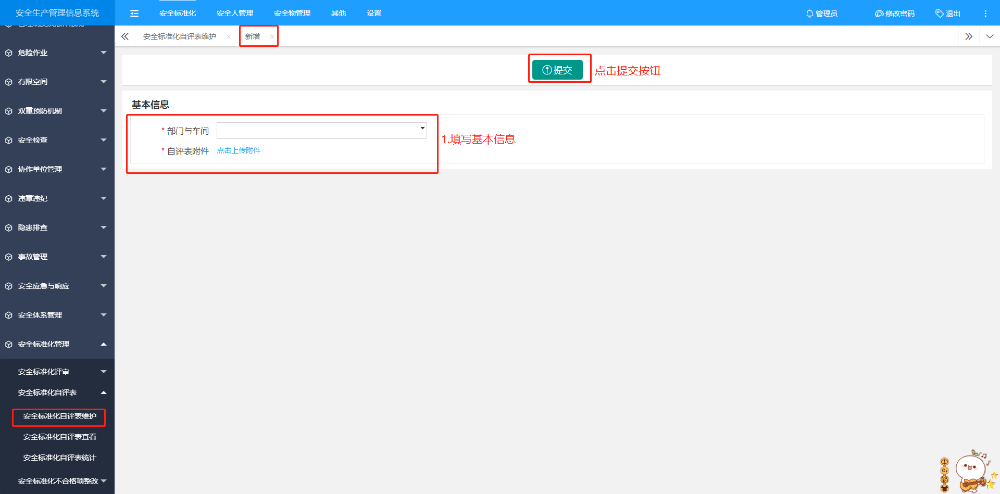 安全生产管理信息系统
安全标准化
安全人管理
安全物管理
其他
设置
管理员
修改密码
退出
安全标准化自评表维护
新增
危险作业
有限空间
双重预防机制
安全检查
协作单位管理
违章违纪
隐患排查
事故管理
安全应急与响应
安全体系管理
安全标准化管理
安全标准化评审
安全标准化自评表
安全标准化自评表维护
安全标准化自评表查看
安全标准化自评表统计
安全标准化不合格项整改
提交
点击提交按钮
基本信息
* 部门与车间
* 自评表附件 点击上传附件
1.填写基本信息
中
简